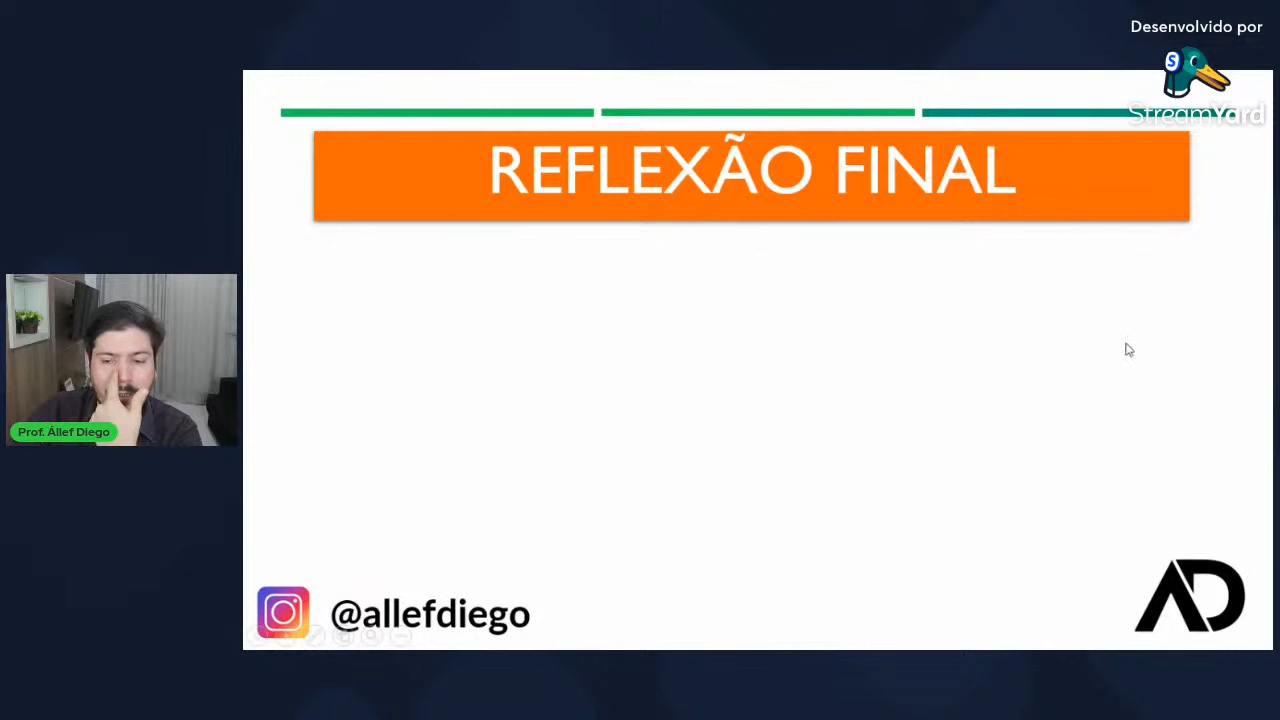 Desenvolvido por
StreamYard
REFLEXÃO FINAL
Prof. Állef Diego
@allefdiego
AD